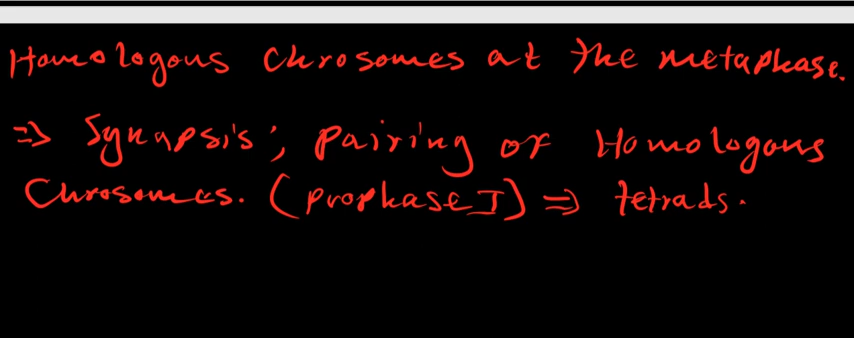 Homologous Chrosomes at the metaphase.
=> Synapsis; pairing of Homologous
Chrosomes. (prophase I) => tetrads.